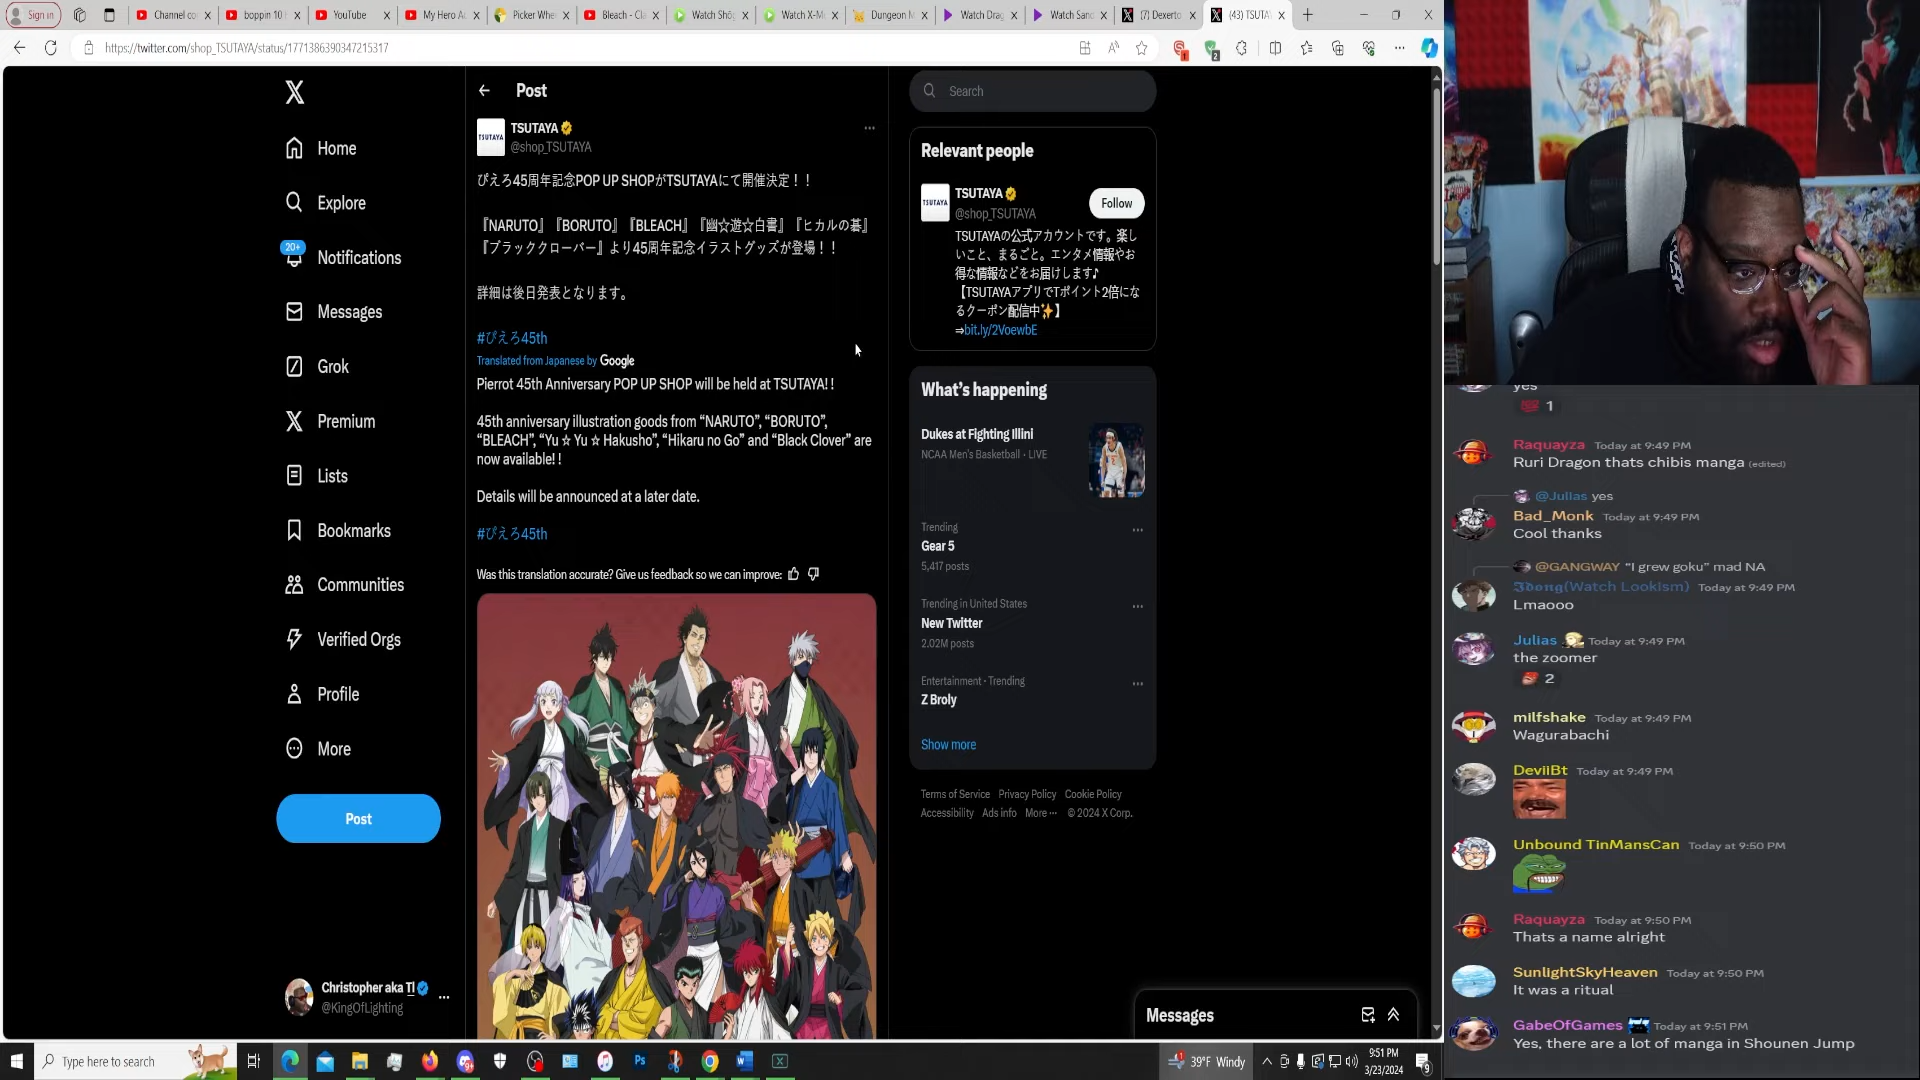 Sign in
Channel co
boppin 10
YouTube
My Hero A
Picker Whe
Bleach - Cl
Watch Shō
Watch X-M
Dungeon M
Watch Drag
Watch Sand
(7) Dexerto
(43) TSUTA
https://twitter.com/shop_TSUTAYA/status/1771386390347215317
Home
Explore
20+
Notifications
Messages
Grok
Premium
Lists
Bookmarks
Communities
Verified Orgs
Profile
More
Post
Christopher aka TI
@KingOfLighting
Post
TSUTAYA
TSUTAYA
@shop_TSUTAYA
ぴえろ45周年記念POP UP SHOPがTSUTAYAにて開催決定！！
『NARUTO』『BORUTO』『BLEACH』『幽☆遊☆白書』『ヒカルの碁』
『ブラッククローバー』より45周年記念イラストグッズが登場！！
詳細は後日発表となります。
#ぴえろ45th
Translated from Japanese by Google
Pierrot 45th Anniversary POP UP SHOP will be held at TSUTAYA! !
45th anniversary illustration goods from “NARUTO”, “BORUTO”,
“BLEACH”, “Yu ☆ Yu ☆ Hakusho”, “Hikaru no Go” and “Black Clover” are
now available! !
Details will be announced at a later date.
#ぴえろ45th
Was this translation accurate? Give us feedback so we can improve:
Search
Relevant people
TSUTAYA
TSUTAYA
@shop_TSUTAYA
Follow
TSUTAYAの公式アカウントです。楽し
いこと、まるごと。エンタメ情報やお
得な情報などをお届けします♪
【TSUTAYAアプリでTポイント2倍にな
るクーポン配信中✨】
⇒bit.ly/2VoewbE
What’s happening
Dukes at Fighting Illini
NCAA Men's Basketball · LIVE
Trending
Gear 5
5,417 posts
Trending in United States
New Twitter
2.02M posts
Entertainment · Trending
Z Broly
Show more
Terms of Service Privacy Policy Cookie Policy
Accessibility Ads info More ··· © 2024 X Corp.
Messages
yes
1
Raquayza Today at 9:49 PM
Ruri Dragon thats chibis manga (edited)
@Julias yes
Bad_Monk Today at 9:49 PM
Cool thanks
@GANGWAY “I grew goku” mad NA
(Watch Lookism) Today at 9:49 PM
Lmaooo
Julias Today at 9:49 PM
the zoomer
2
milfshake Today at 9:49 PM
Wagurabachi
DeviiBt Today at 9:49 PM
Unbound TinMansCan Today at 9:50 PM
Raquayza Today at 9:50 PM
Thats a name alright
SunlightSkyHeaven Today at 9:50 PM
It was a ritual
GabeOfGames Today at 9:51 PM
Yes, there are a lot of manga in Shounen Jump
Type here to search
39°F Windy
9:51 PM
3/23/2024